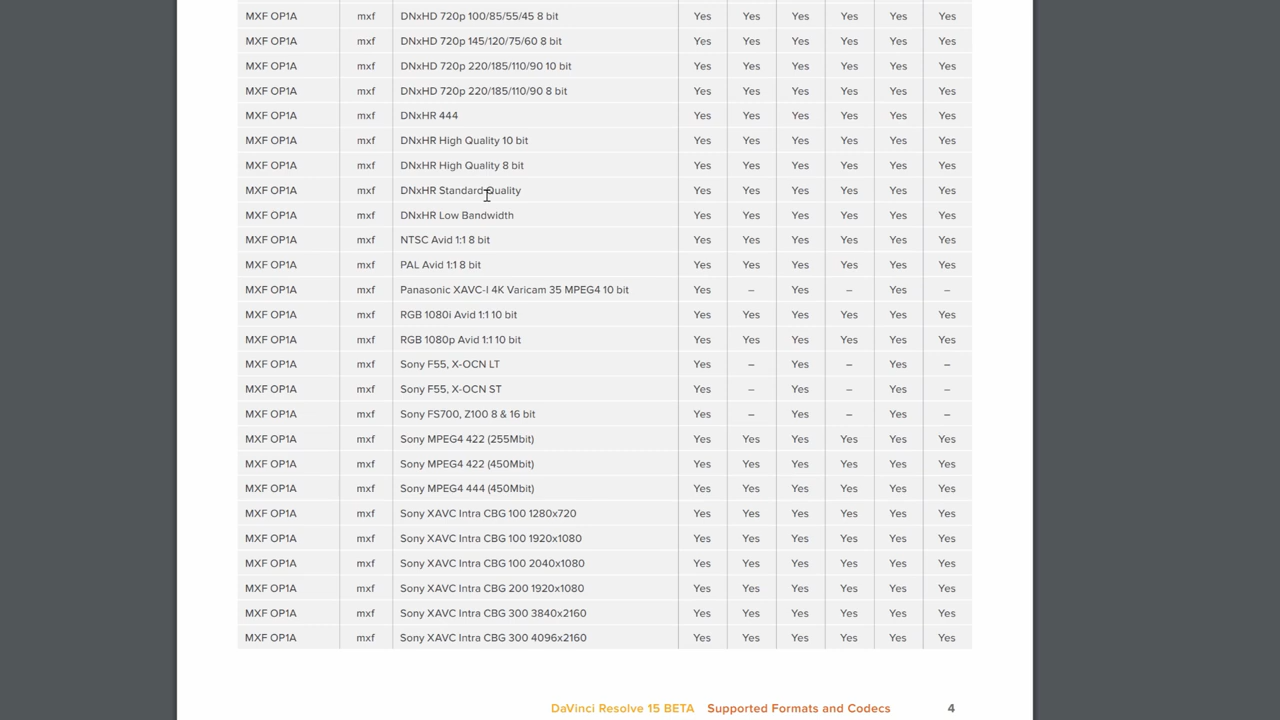 MXF OP1A mxf DNxHD 720p 100/85/55/45 8 bit Yes Yes Yes Yes Yes Yes
MXF OP1A mxf DNxHD 720p 145/120/75/60 8 bit Yes Yes Yes Yes Yes Yes
MXF OP1A mxf DNxHD 720p 220/185/110/90 10 bit Yes Yes Yes Yes Yes Yes
MXF OP1A mxf DNxHD 720p 220/185/110/90 8 bit Yes Yes Yes Yes Yes Yes
MXF OP1A mxf DNxHR 444 Yes Yes Yes Yes Yes Yes
MXF OP1A mxf DNxHR High Quality 10 bit Yes Yes Yes Yes Yes Yes
MXF OP1A mxf DNxHR High Quality 8 bit Yes Yes Yes Yes Yes Yes
MXF OP1A mxf DNxHR Standard Quality Yes Yes Yes Yes Yes Yes
MXF OP1A mxf DNxHR Low Bandwidth Yes Yes Yes Yes Yes Yes
MXF OP1A mxf NTSC Avid 1:1 8 bit Yes Yes Yes Yes Yes Yes
MXF OP1A mxf PAL Avid 1:1 8 bit Yes Yes Yes Yes Yes Yes
MXF OP1A mxf Panasonic XAVC-I 4K Varicam 35 MPEG4 10 bit Yes – Yes – Yes –
MXF OP1A mxf RGB 1080i Avid 1:1 10 bit Yes Yes Yes Yes Yes Yes
MXF OP1A mxf RGB 1080p Avid 1:1 10 bit Yes Yes Yes Yes Yes Yes
MXF OP1A mxf Sony F55, X-OCN LT Yes – Yes – Yes –
MXF OP1A mxf Sony F55, X-OCN ST Yes – Yes – Yes –
MXF OP1A mxf Sony FS700, Z100 8 & 16 bit Yes – Yes – Yes –
MXF OP1A mxf Sony MPEG4 422 (255Mbit) Yes Yes Yes Yes Yes Yes
MXF OP1A mxf Sony MPEG4 422 (450Mbit) Yes Yes Yes Yes Yes Yes
MXF OP1A mxf Sony MPEG4 444 (450Mbit) Yes Yes Yes Yes Yes Yes
MXF OP1A mxf Sony XAVC Intra CBG 100 1280x720 Yes Yes Yes Yes Yes Yes
MXF OP1A mxf Sony XAVC Intra CBG 100 1920x1080 Yes Yes Yes Yes Yes Yes
MXF OP1A mxf Sony XAVC Intra CBG 100 2040x1080 Yes Yes Yes Yes Yes Yes
MXF OP1A mxf Sony XAVC Intra CBG 200 1920x1080 Yes Yes Yes Yes Yes Yes
MXF OP1A mxf Sony XAVC Intra CBG 300 3840x2160 Yes Yes Yes Yes Yes Yes
MXF OP1A mxf Sony XAVC Intra CBG 300 4096x2160 Yes Yes Yes Yes Yes Yes
DaVinci Resolve 15 BETA Supported Formats and Codecs 4